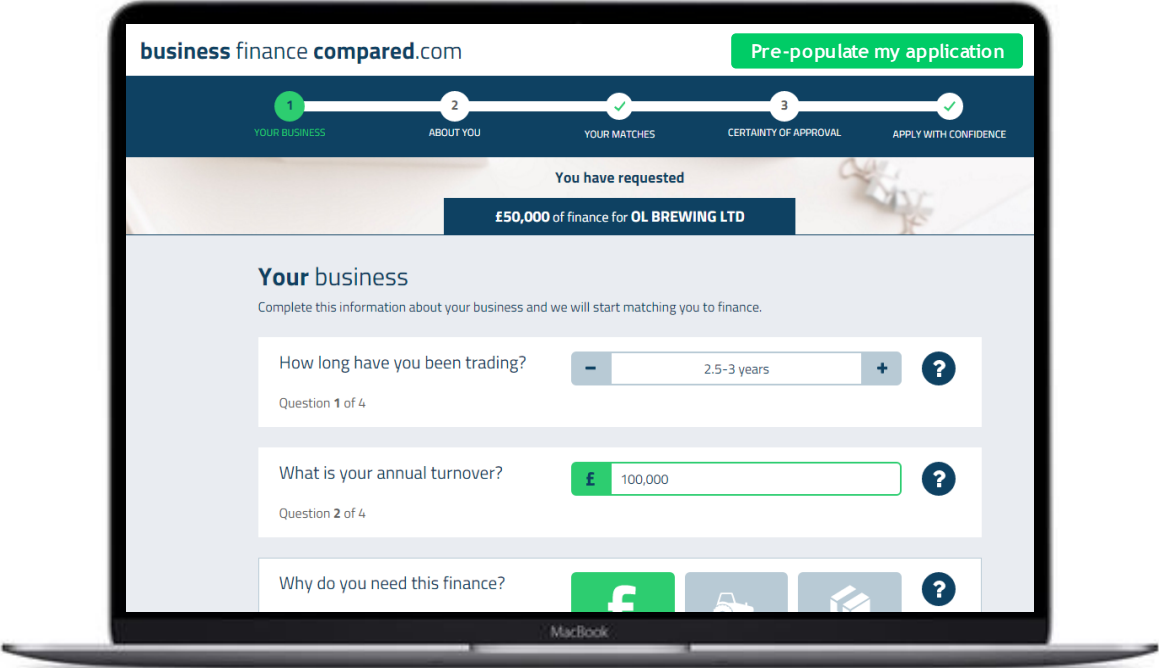 business finance compared.com
Pre-populate my application
1
2
3
YOUR BUSINESS
ABOUT YOU
YOUR MATCHES
CERTAINTY OF APPROVAL
APPLY WITH CONFIDENCE
You have requested
£50,000 of finance for OL BREWING LTD
Your business
Complete this information about your business and we will start matching you to finance.
How long have you been trading?
− 2.5-3 years + ?
Question 1 of 4
What is your annual turnover?
£ 100,000 ?
Question 2 of 4
Why do you need this finance?
£ ?
MacBook